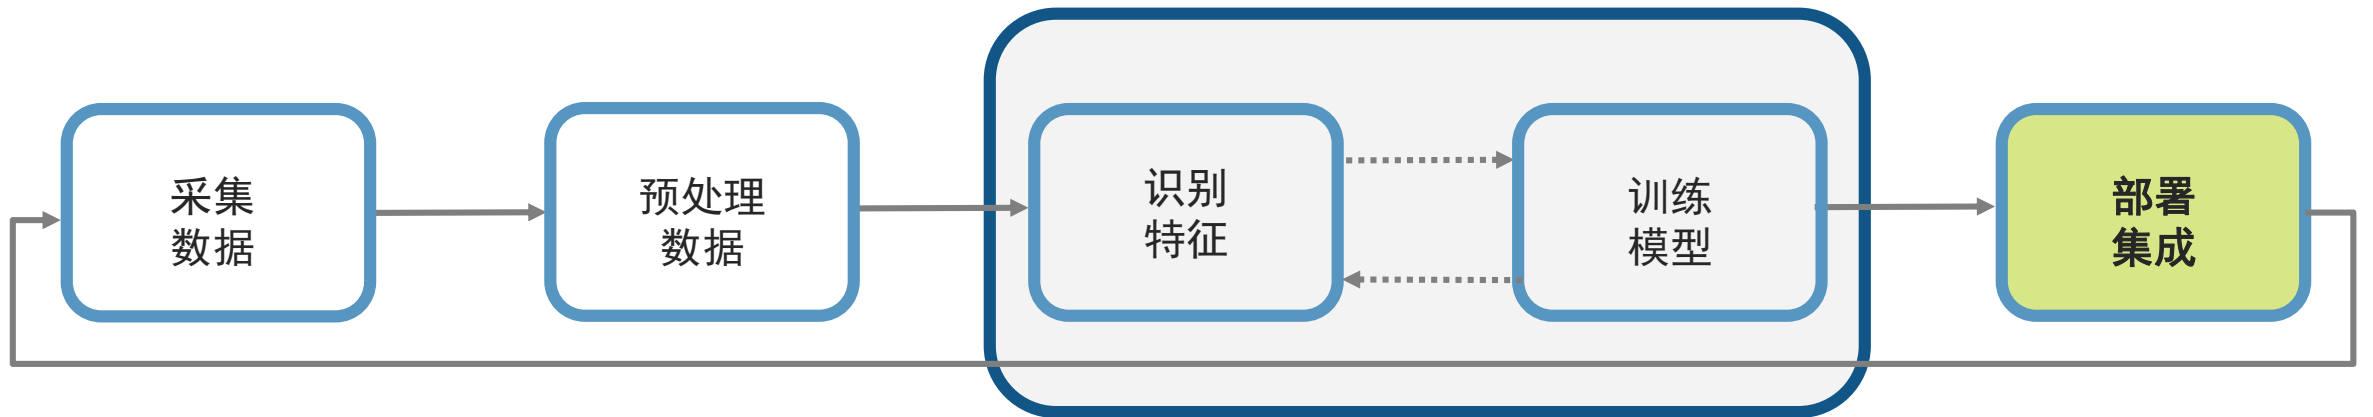 采集
数据
预处理
数据
识别
特征
训练
模型
部署
集成